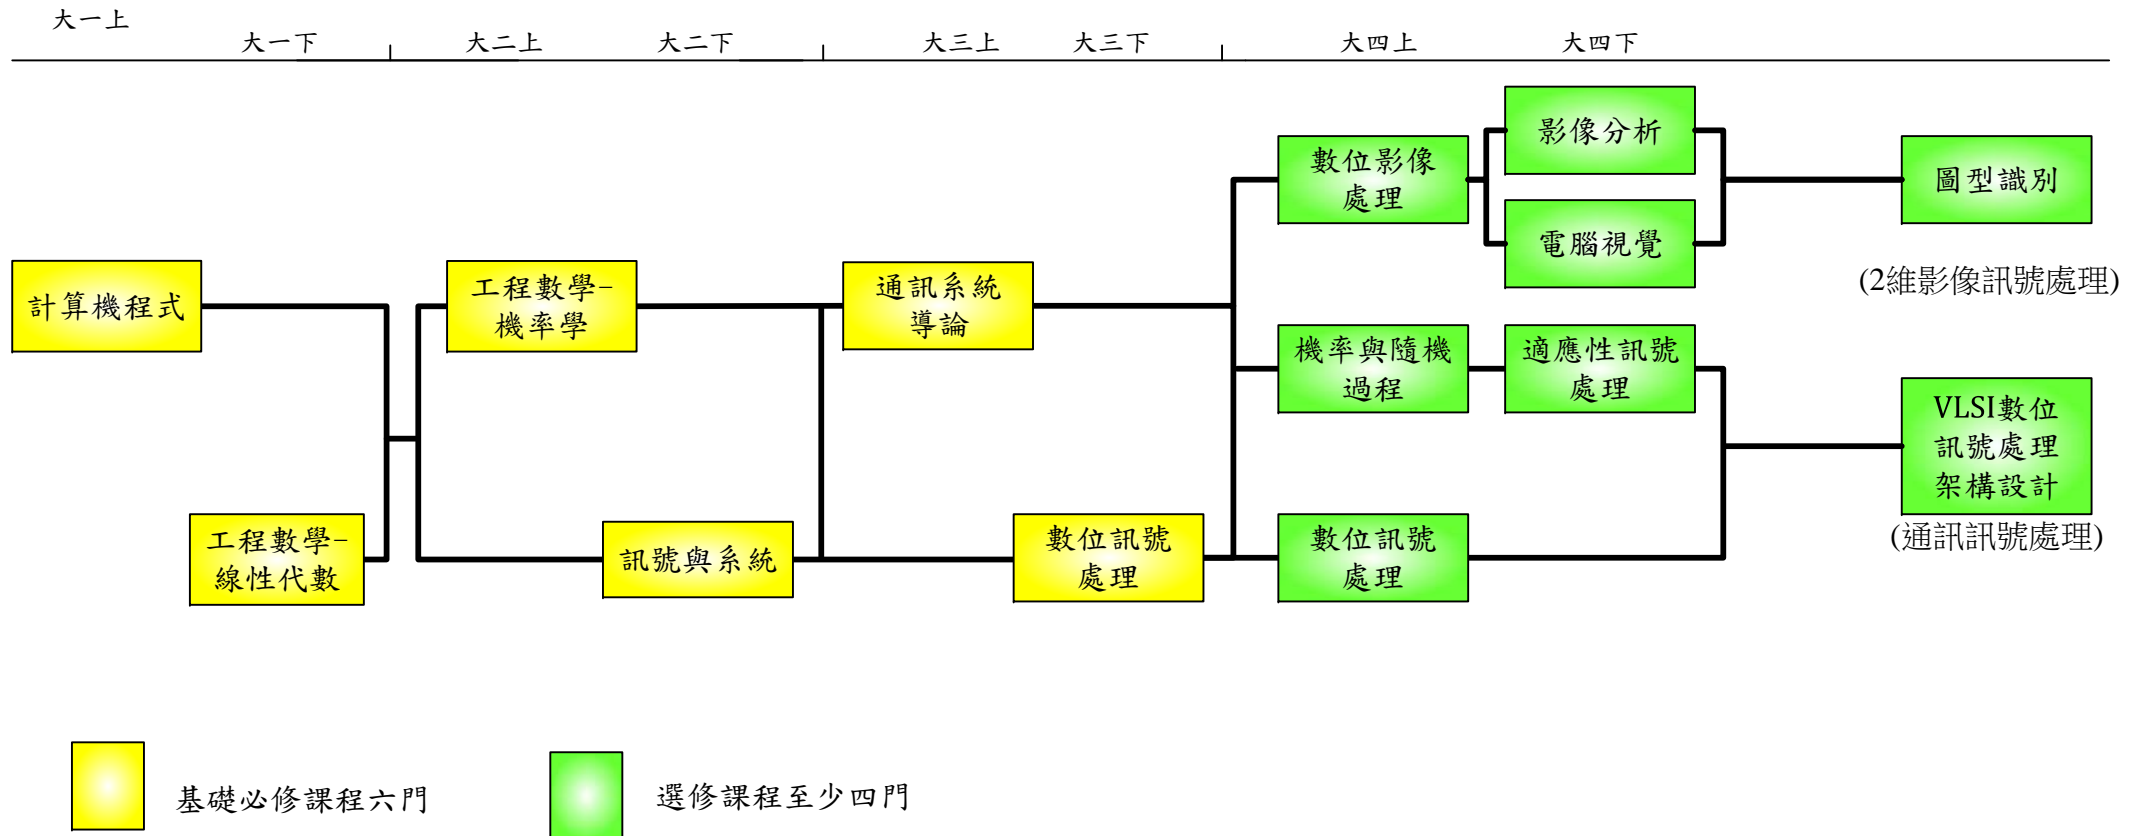 大一上
大一下
大二上
大二下
大三上
大三下
大四上
大四下
計算機程式
工程數學-
線性代數
工程數學-
機率學
訊號與系統
通訊系統
導論
數位訊號
處理
數位影像
處理
影像分析
電腦視覺
圖型識別
(2維影像訊號處理)
機率與隨機
過程
適應性訊號
處理
數位訊號
處理
VLSI數位
訊號處理
架構設計
(通訊訊號處理)
基礎必修課程六門
選修課程至少四門